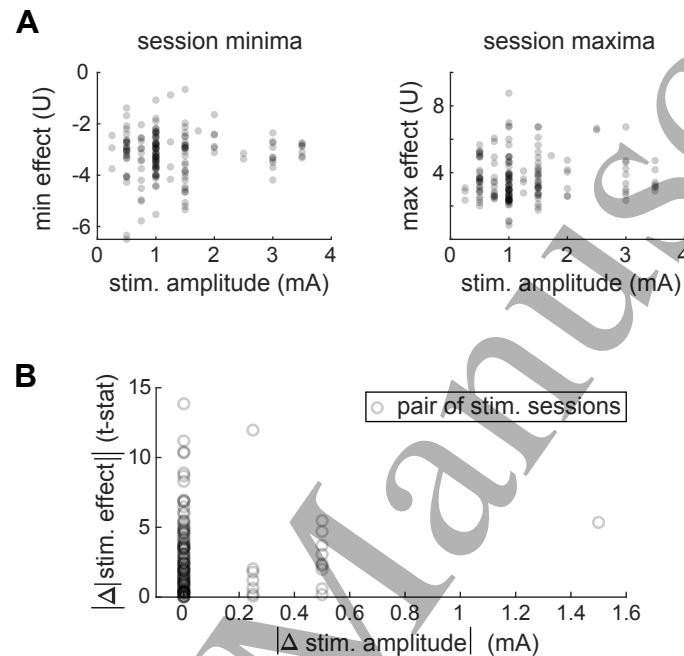 A
session minima
session maxima
min effect (U)
0
-2
-4
-6
0 1 2 3 4
stim. amplitude (mA)
max effect (U)
8
4
0 1 2 3 4
stim. amplitude (mA)
B
|Δ|stim. effect|| (t-stat)
15
10
5
0
pair of stim. sessions
0 0.2 0.4 0.6 0.8 1 1.2 1.4 1.6
|Δ stim. amplitude| (mA)
Manusc